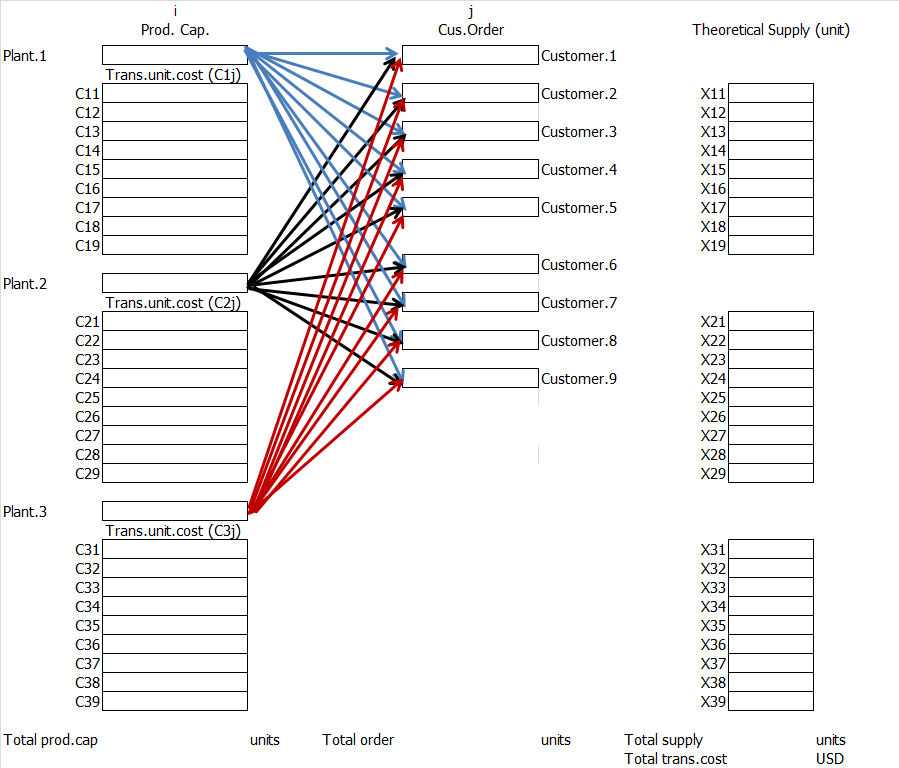 i j
Prod. Cap. Cus.Order Theoretical Supply (unit)
Plant.1 Customer.1
Trans.unit.cost (C1j)
C11 Customer.2 X11
C12 X12
C13 Customer.3 X13
C14 X14
C15 Customer.4 X15
C16 X16
C17 Customer.5 X17
C18 X18
C19 X19
Customer.6
Plant.2
Trans.unit.cost (C2j) Customer.7
C21 X21
C22 Customer.8 X22
C23 X23
C24 Customer.9 X24
C25 X25
C26 X26
C27 X27
C28 X28
C29 X29
Plant.3
Trans.unit.cost (C3j)
C31 X31
C32 X32
C33 X33
C34 X34
C35 X35
C36 X36
C37 X37
C38 X38
C39 X39
Total prod.cap units Total order units Total supply units
Total trans.cost USD